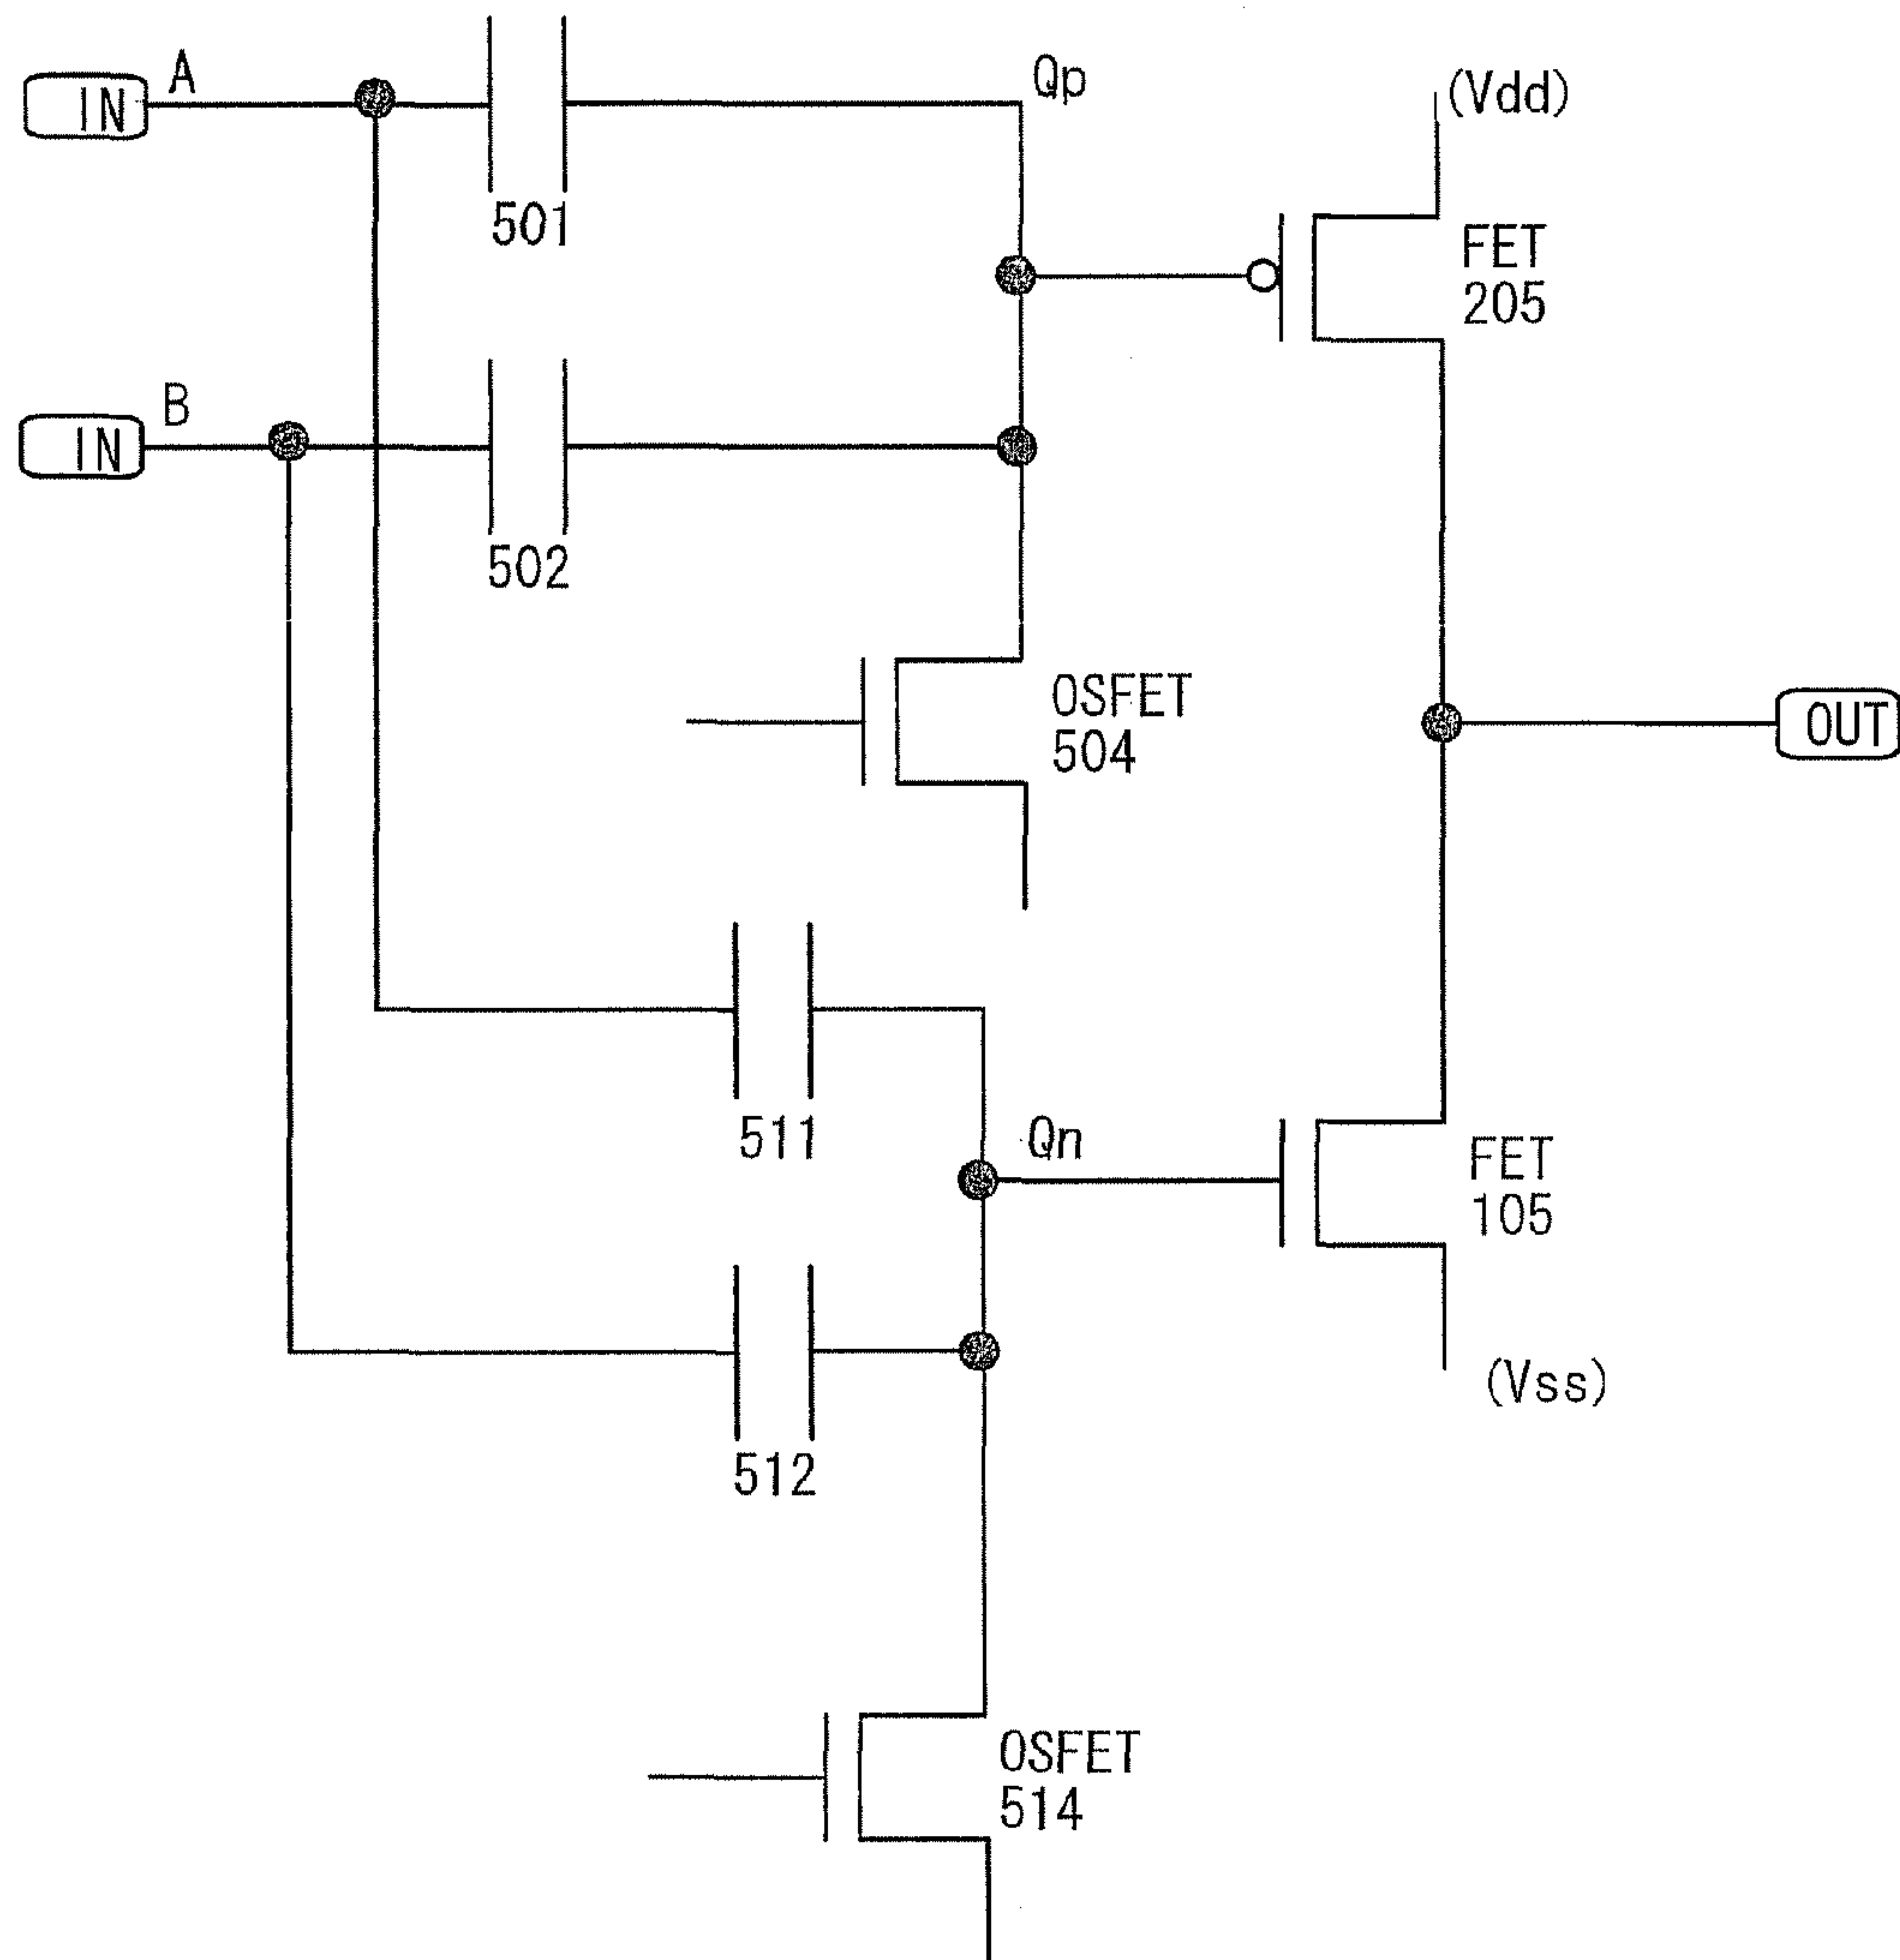 IN
A
Qp
(Vdd)
501
FET
205
IN
B
502
OSFET
504
OUT
511
Qn
FET
105
(Vss)
512
OSFET
514